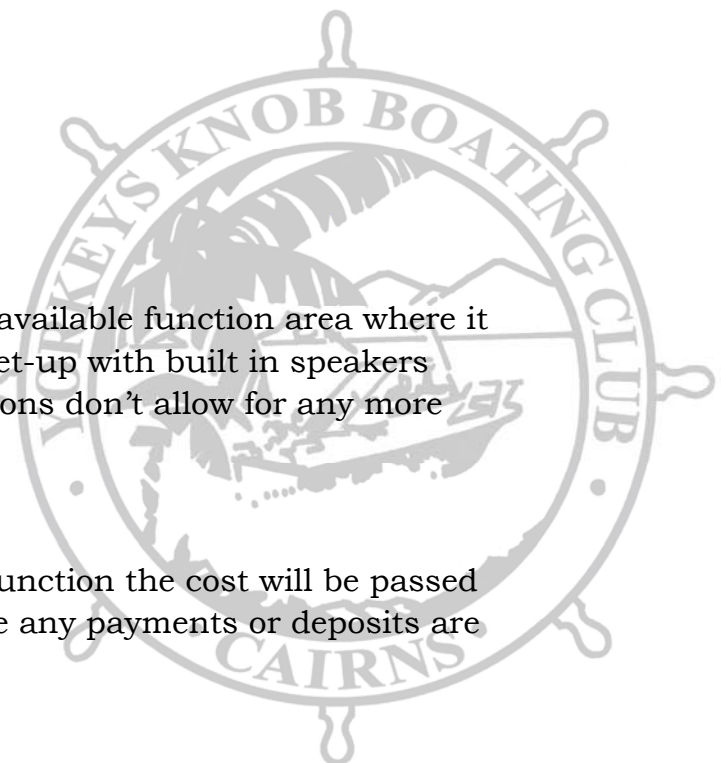 YORKEYS KNOB BOATING CLUB
available function area where it
et-up with built in speakers
ons don’t allow for any more
unction the cost will be passed
e any payments or deposits are
CAIRNS